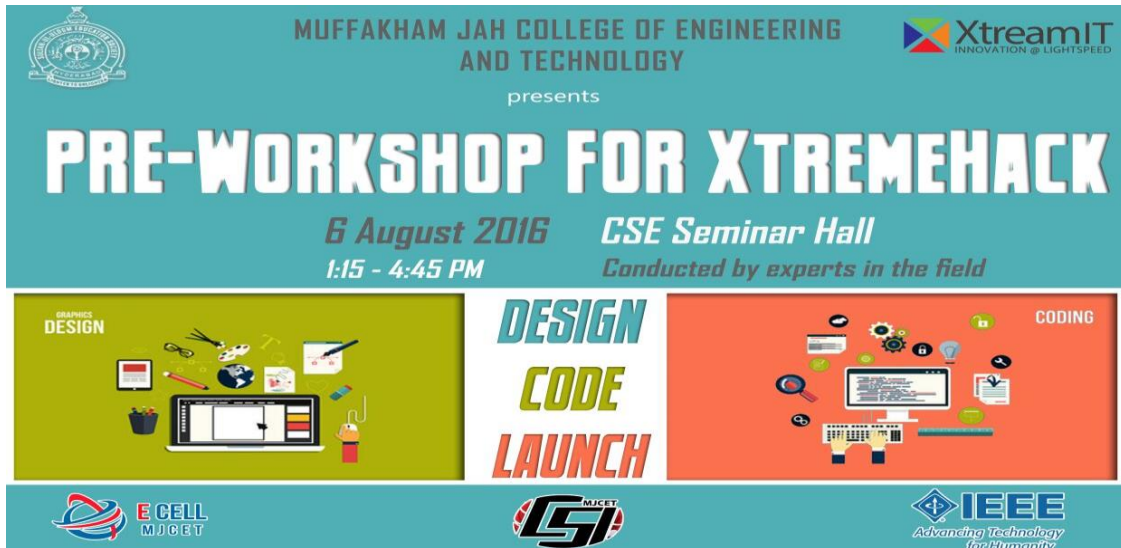 MUFFAKHAM JAH COLLEGE OF ENGINEERING
AND TECHNOLOGY
XtreamIT
INNOVATION @ LIGHTSPEED
presents
PRE-WORKSHOP FOR XTREMEHACK
6 August 2016
CSE Seminar Hall
1:15 - 4:45 PM
Conducted by experts in the field
GRAPHICS
DESIGN
DESIGN
CODE
LAUNCH
CODING
E CELL
MJCET
MJCET
CSI
IEEE
Advancing Technology
for Humanity